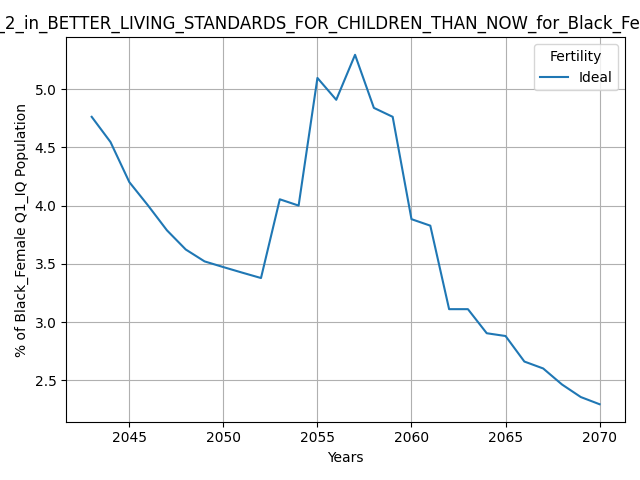 _2_in_BETTER_LIVING_STANDARDS_FOR_CHILDREN_THAN_NOW_for_Black_Fe
Fertility
Ideal
5.0
4.5
4.0
3.5
3.0
2.5
% of Black_Female Q1_IQ Population
2045 2050 2055 2060 2065 2070
Years